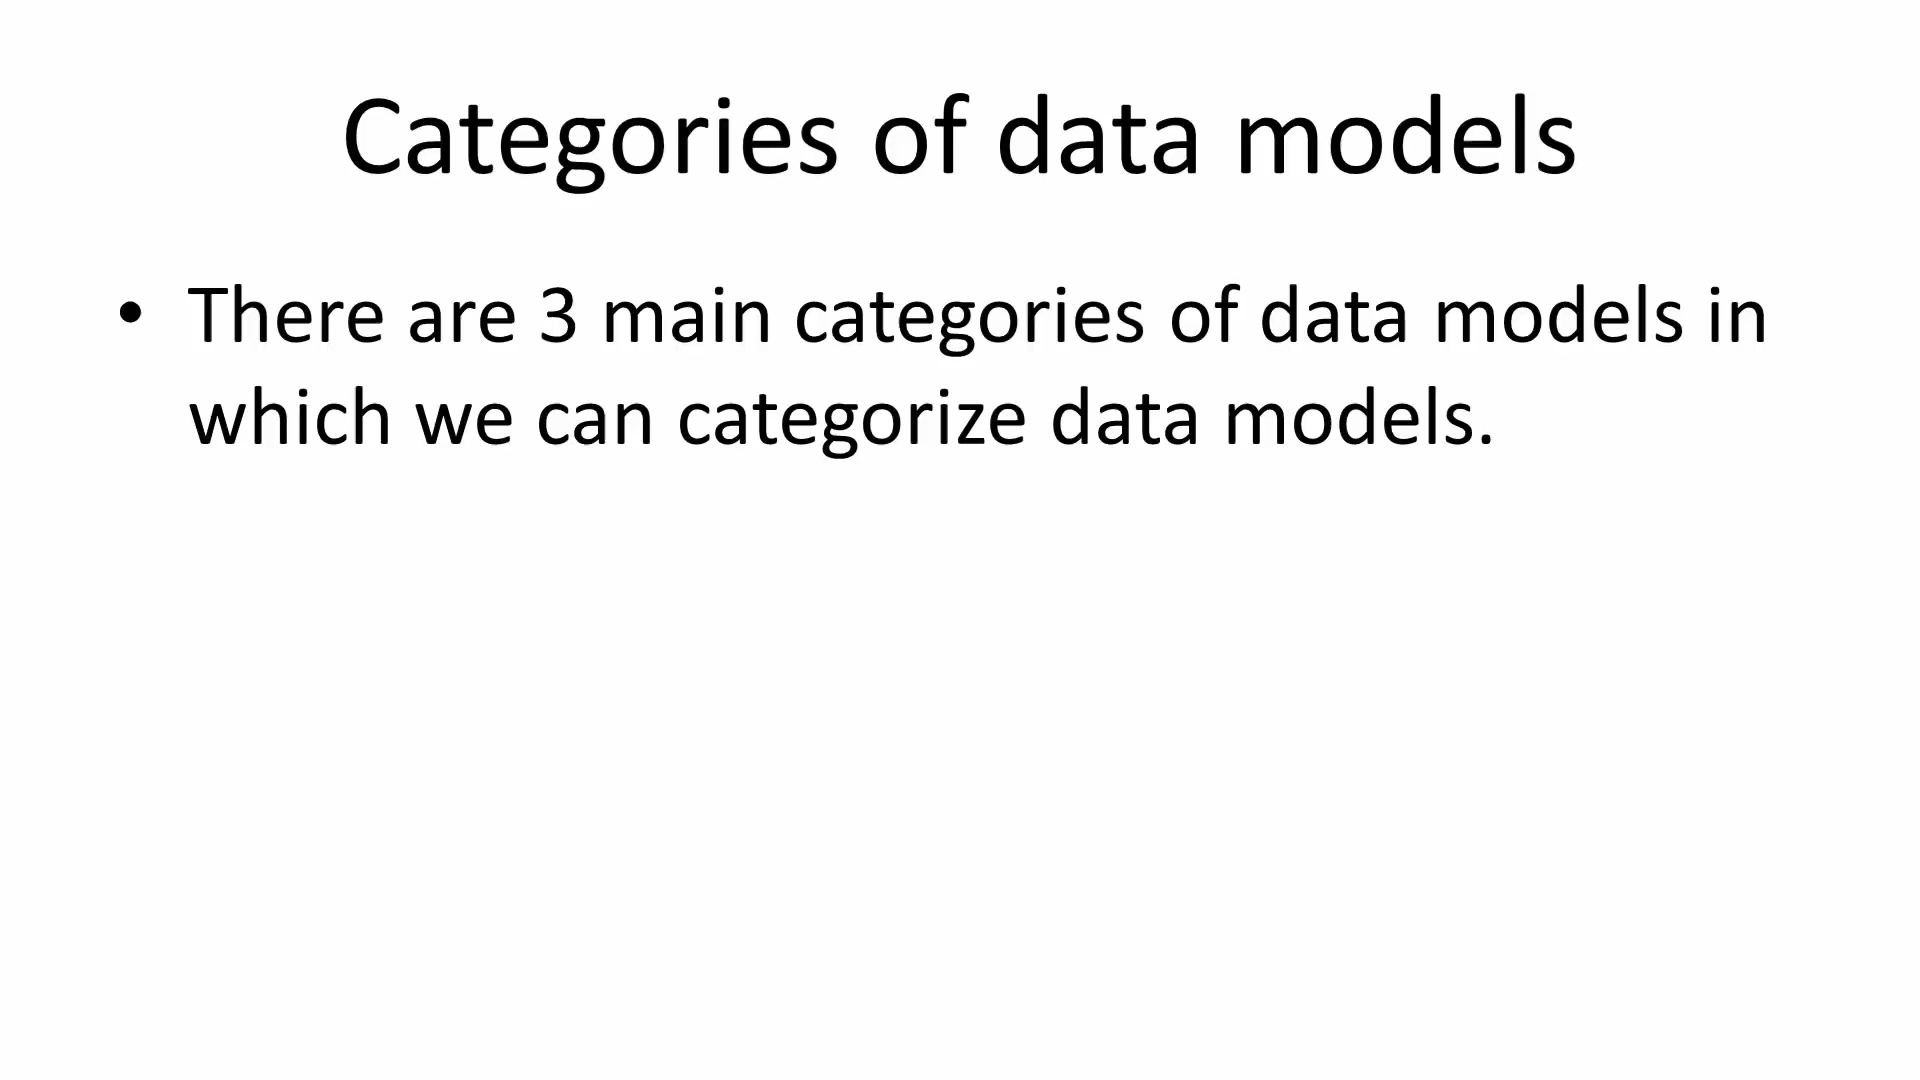 Categories of data models
• There are 3 main categories of data models in
which we can categorize data models.